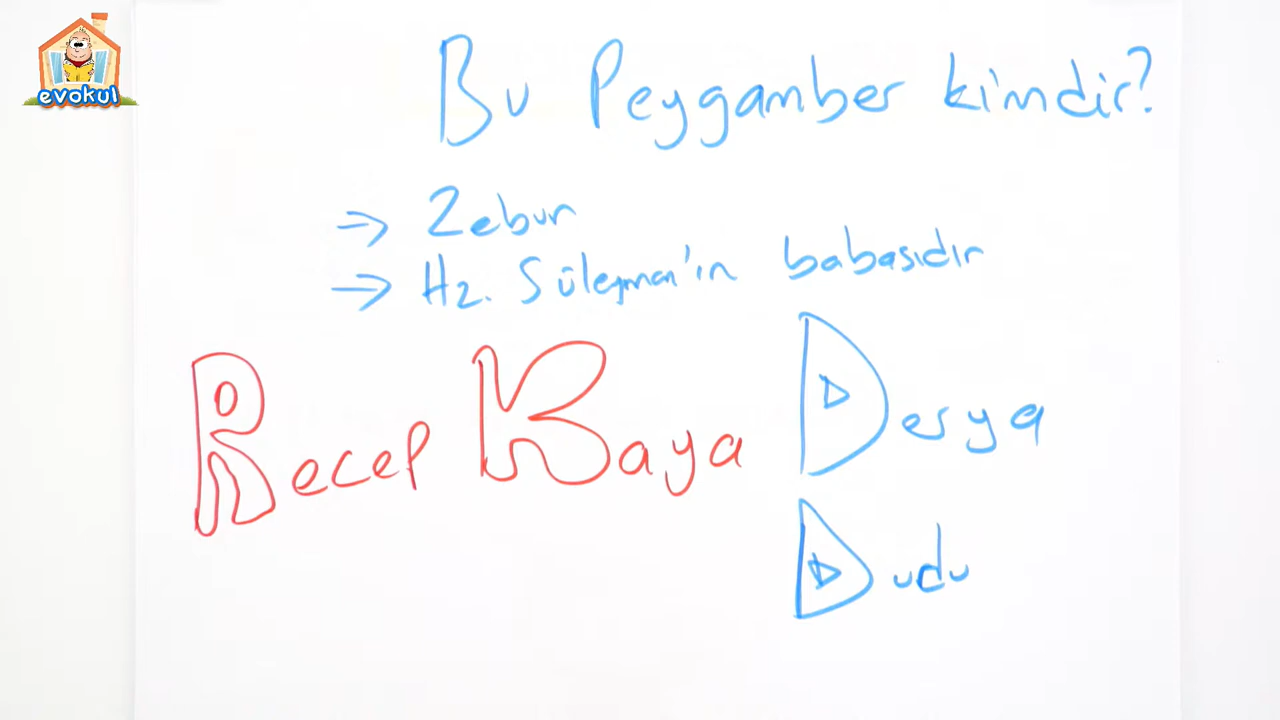 evokul
Bu Peygamber kimdir?
→ Zebur
→ Hz. Süleyman'ın babasıdır
Recep Kaya
Derya
Dudu